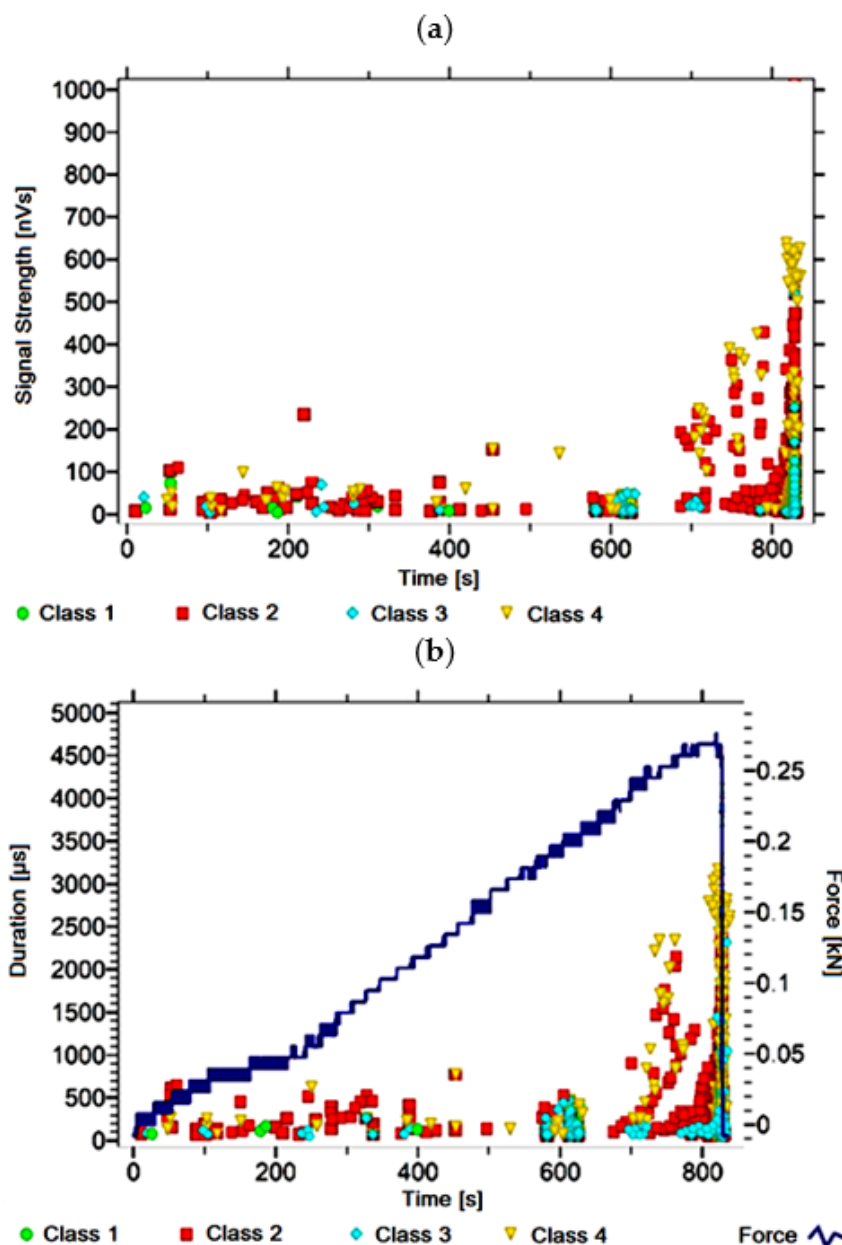 (a)
1000
900
800
700
600
500
400
300
200
100
0
Signal Strength [nVs]
0 200 400 600 800
Time [s]
Class 1 Class 2 Class 3 Class 4
(b)
5000
4500
4000
3500
3000
2500
2000
1500
1000
500
0
Duration [µs]
0.25
0.2
0.15
0.1
0.05
0
Force [kN]
0 200 400 600 800
Time [s]
Class 1 Class 2 Class 3 Class 4 Force